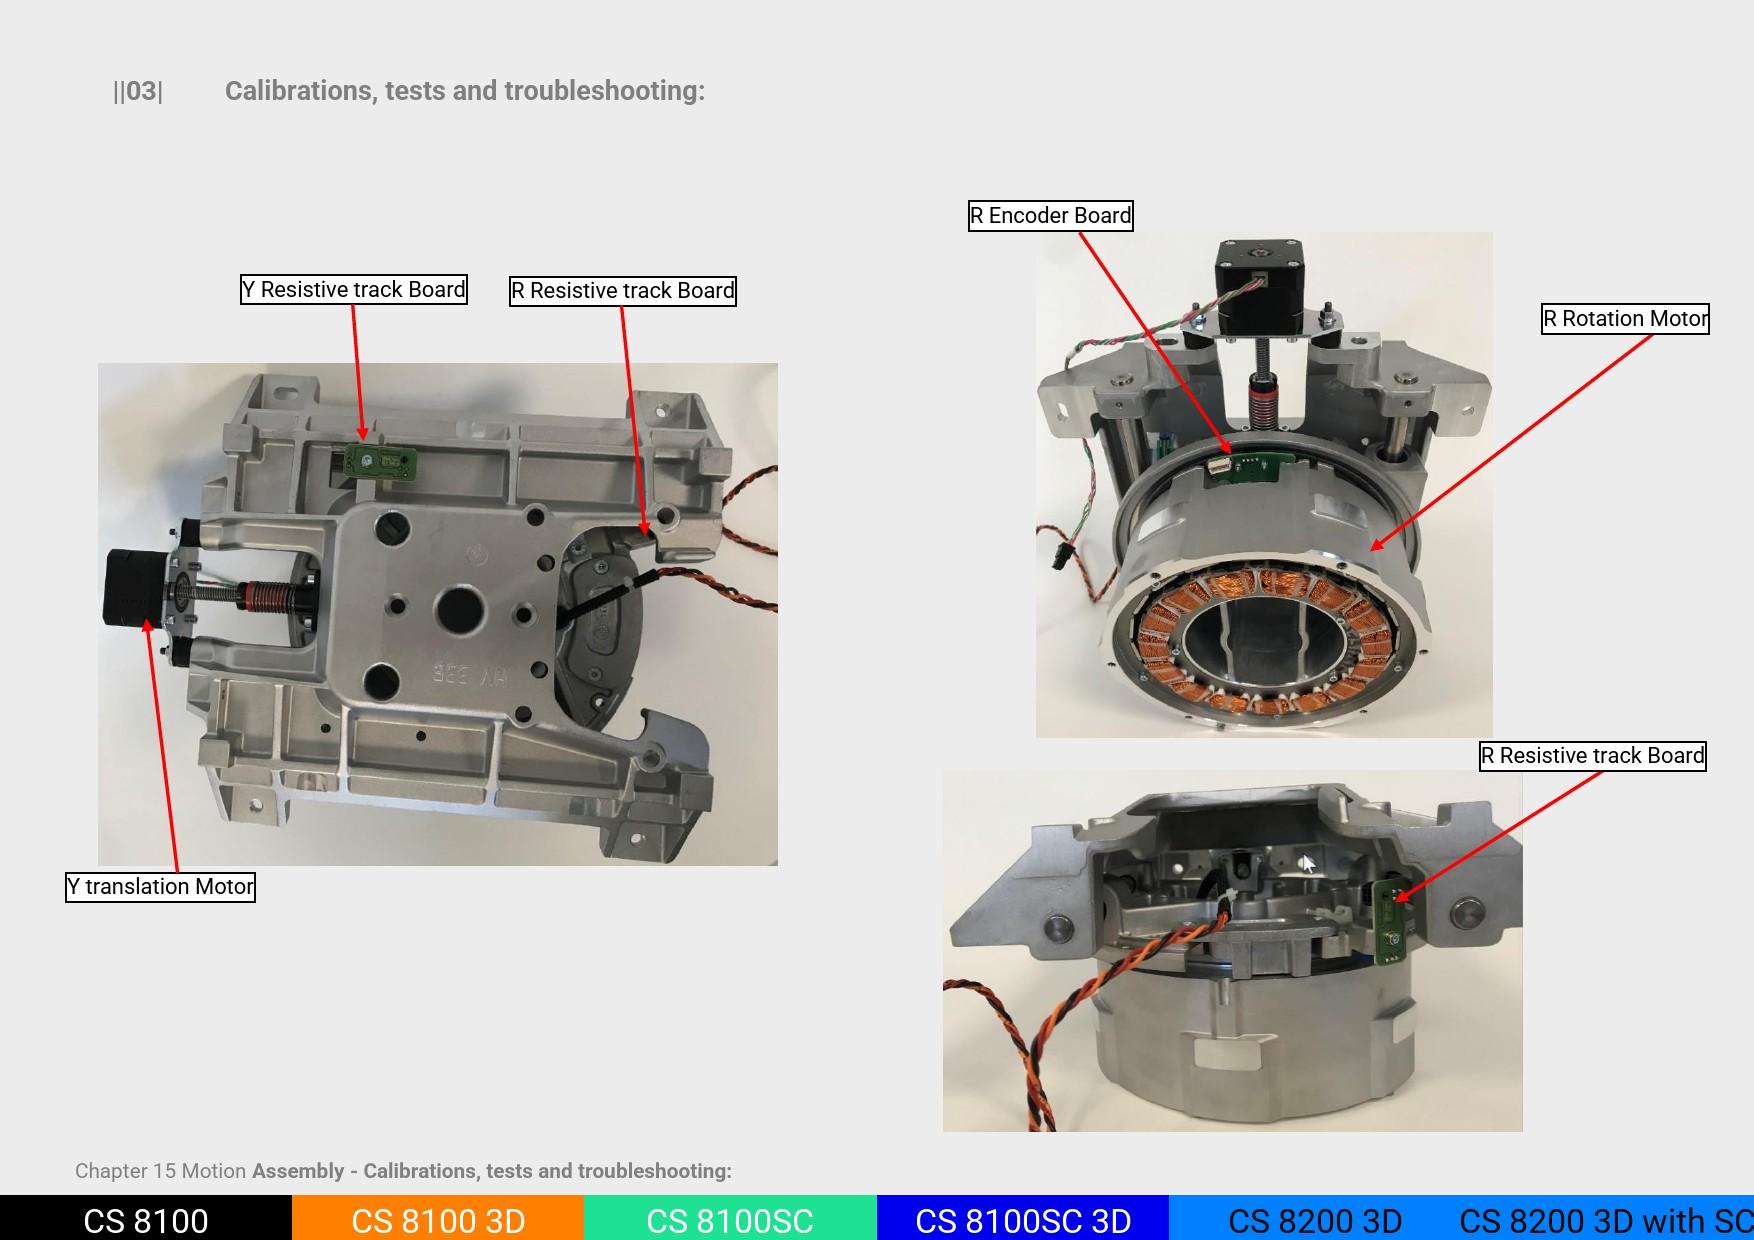 ||03| Calibrations, tests and troubleshooting:
R Encoder Board
Y Resistive track Board
R Resistive track Board
R Rotation Motor
R Resistive track Board
Y translation Motor
Chapter 15 Motion Assembly - Calibrations, tests and troubleshooting:
CS 8100
CS 8100 3D
CS 8100SC
CS 8100SC 3D
CS 8200 3D
CS 8200 3D with SC